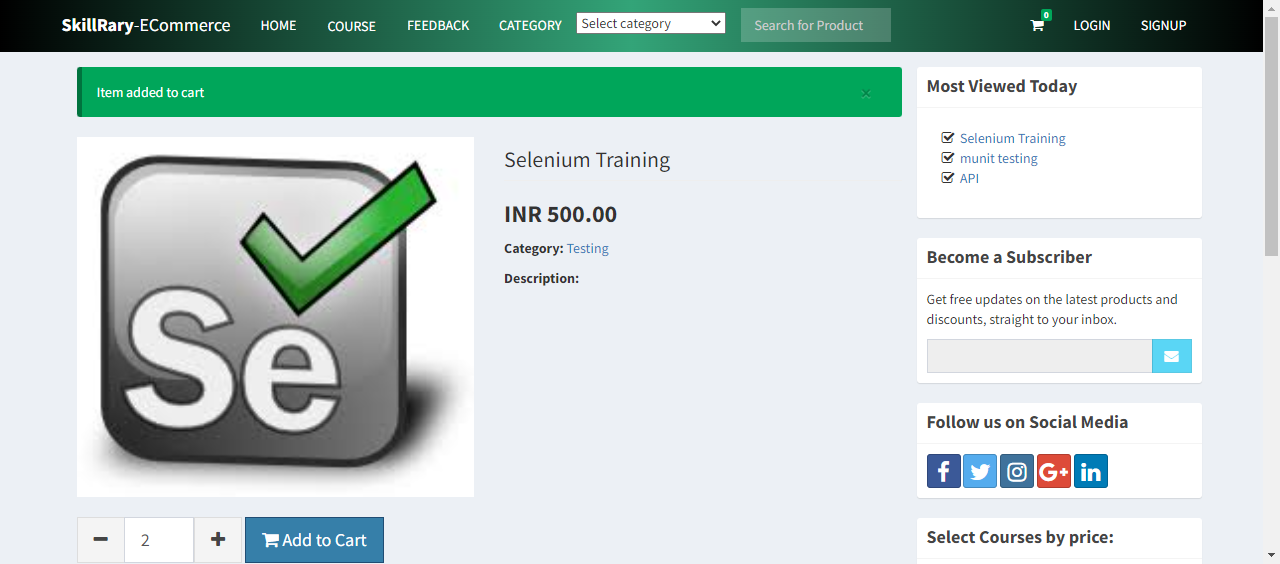 SkillRary-ECommerce HOME COURSE FEEDBACK CATEGORY Select category Search for Product 0 LOGIN SIGNUP
Item added to cart ×
Selenium Training
INR 500.00
Category: Testing
Description:
Se
2 Add to Cart
Most Viewed Today
Selenium Training
munit testing
API
Become a Subscriber
Get free updates on the latest products and
discounts, straight to your inbox.
Follow us on Social Media
f G+ in
Select Courses by price: